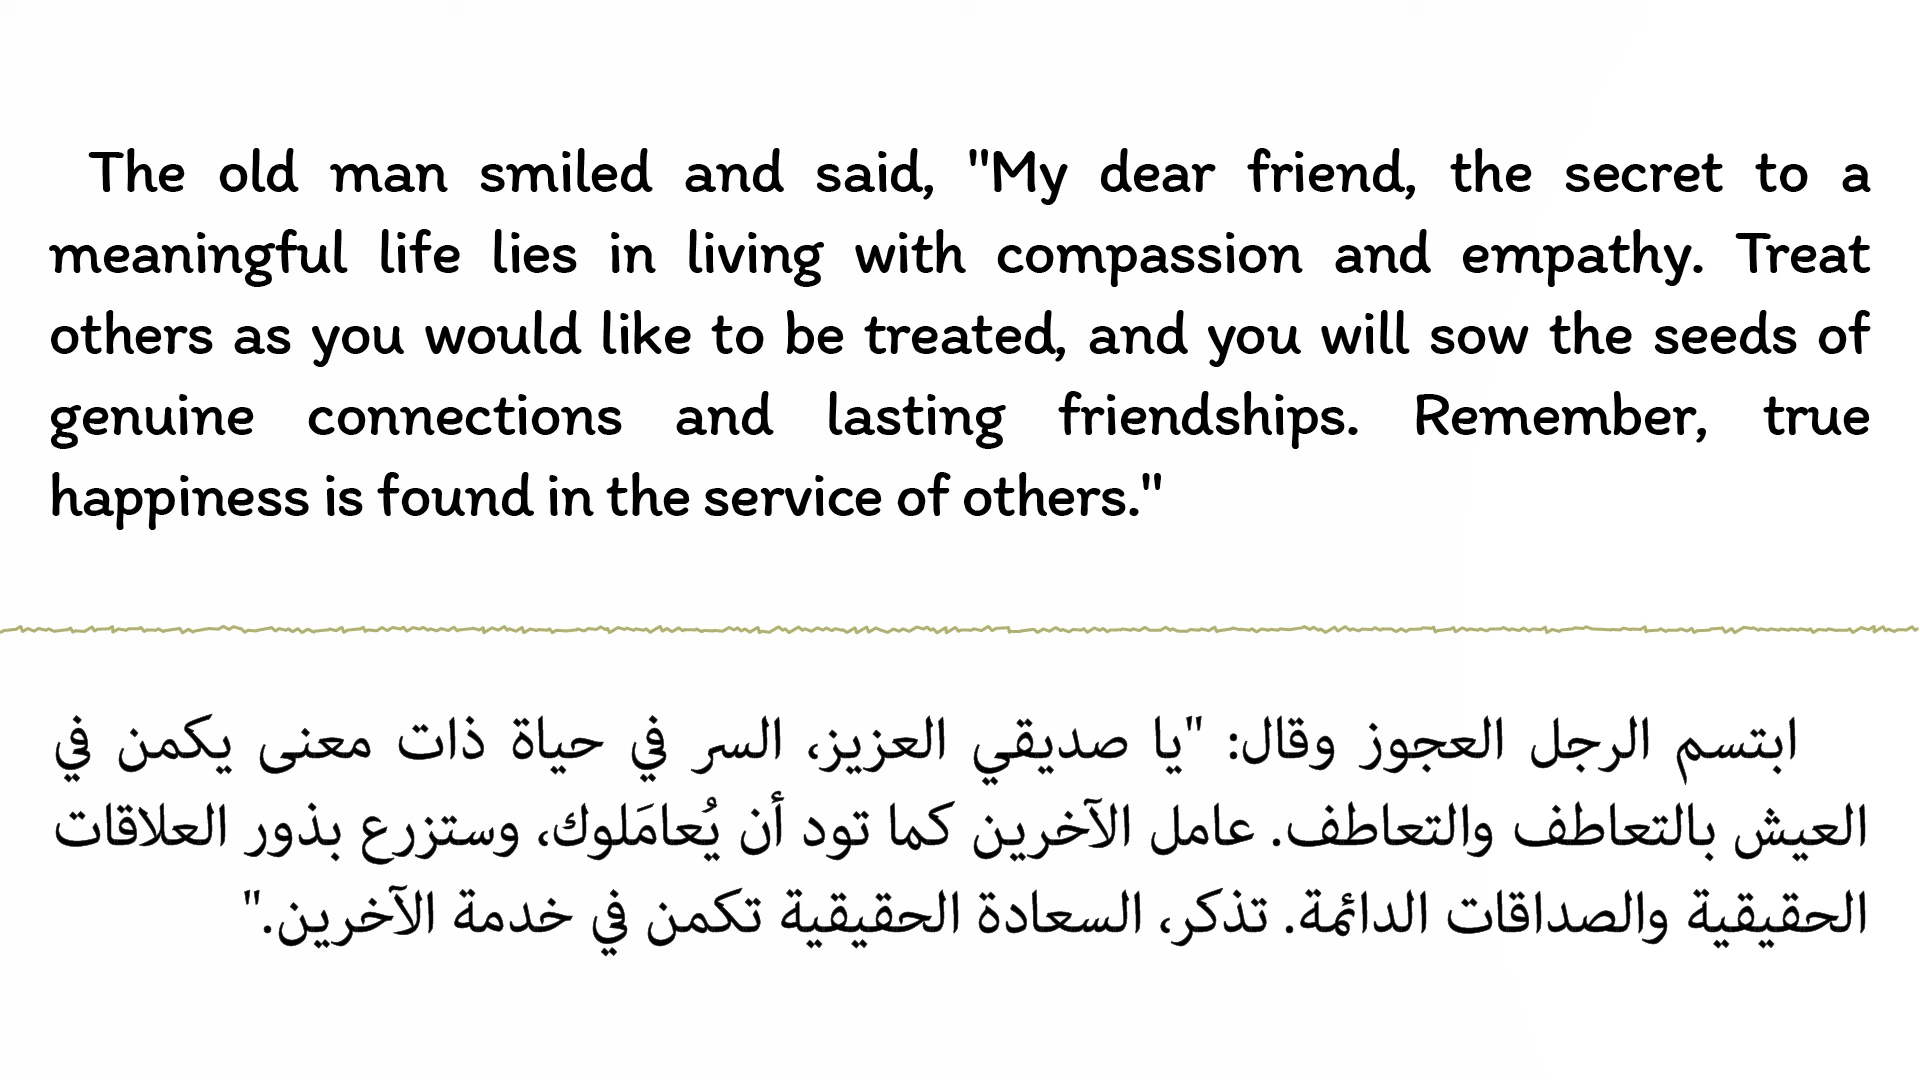 The old man smiled and said, "My dear friend, the secret to a
meaningful life lies in living with compassion and empathy. Treat
others as you would like to be treated, and you will sow the seeds of
genuine connections and lasting friendships. Remember, true
happiness is found in the service of others."
ابتسم الرجل العجوز وقال: "يا صديقي العزيز، السر في حياة ذات معنى يكمن في
العيش بالتعاطف والتعاطف. عامل الآخرين كما تود أن يُعامَلوك، وستزرع بذور العلاقات
الحقيقية والصداقات الدائمة. تذكر، السعادة الحقيقية تكمن في خدمة الآخرين."